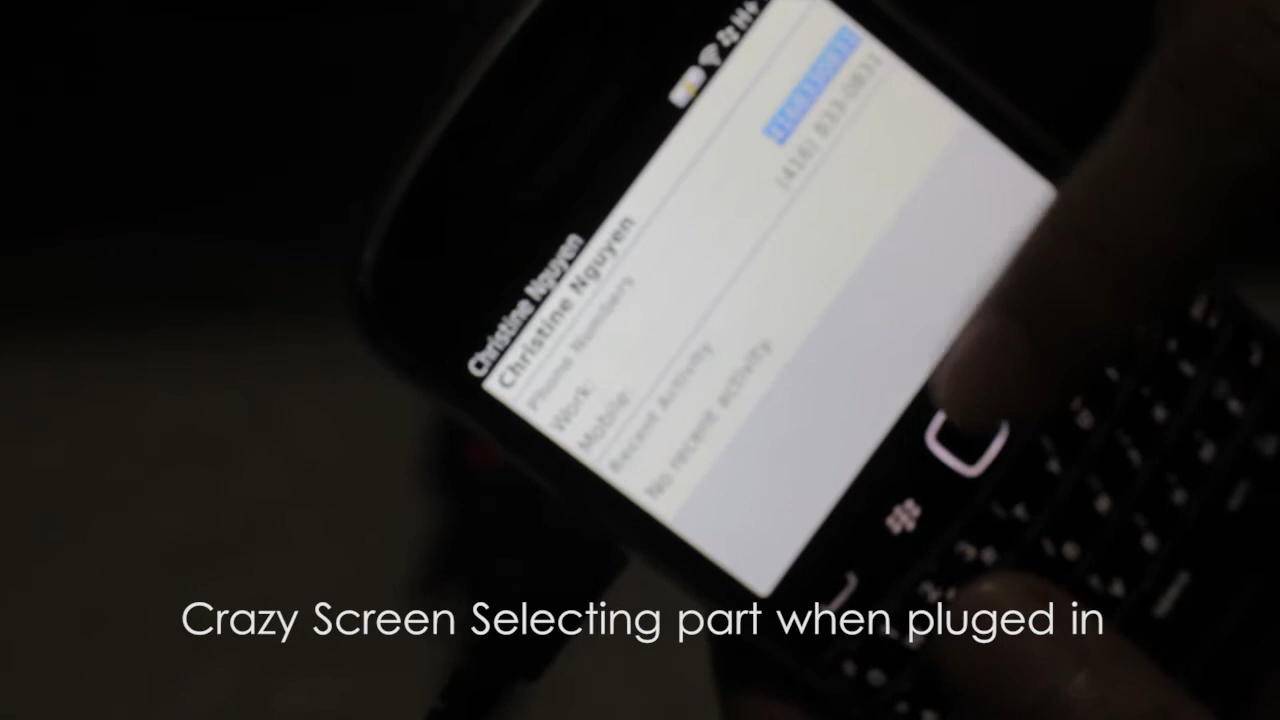 H+
Christine Nguyen
Christine Nguyen
Phone Numbers
Work:
Mobile:
Recent Activity
No recent activity
Crazy Screen Selecting part when pluged in